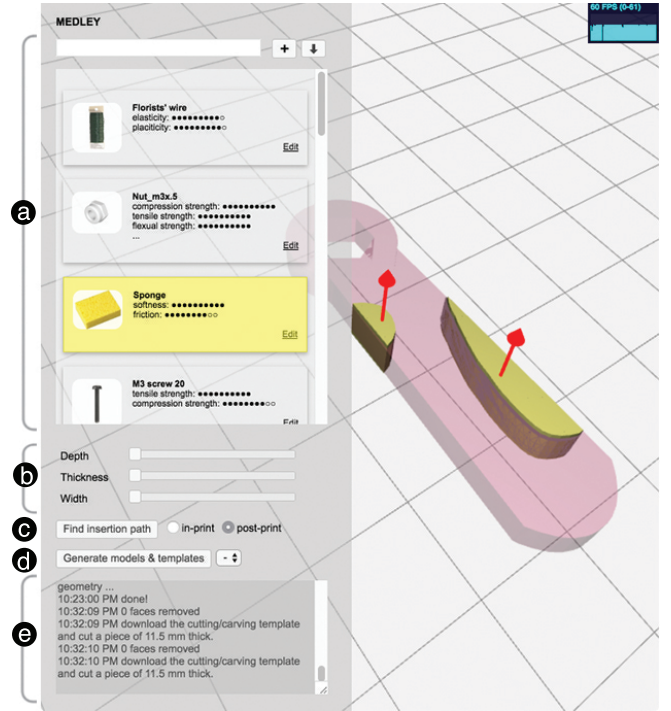 60 FPS (0-61)
MEDLEY
a
+
Florists' wire
elasticity: ●●●●●●●●●○
placiticity: ●●●●●●●●●○
Edit
Nut_m3x.5
compression strength: ●●●●●●●●●●
tensile strength: ●●●●●●●●●●
flexual strength: ●●●●●●●●●●
...
Edit
Sponge
softness: ●●●●●●●●●●
friction: ●●●●●●●●○○
Edit
M3 screw 20
tensile strength: ●●●●●●●●●●
compression strength: ●●●●●●●●○○
Edit
b
Depth
Thickness
Width
c
Find insertion path in-print post-print
d
Generate models & templates -
e
geometry ...
10:23:00 PM done!
10:32:09 PM 0 faces removed
10:32:09 PM download the cutting/carving template
and cut a piece of 11.5 mm thick.
10:32:10 PM 0 faces removed
10:32:10 PM download the cutting/carving template
and cut a piece of 11.5 mm thick.